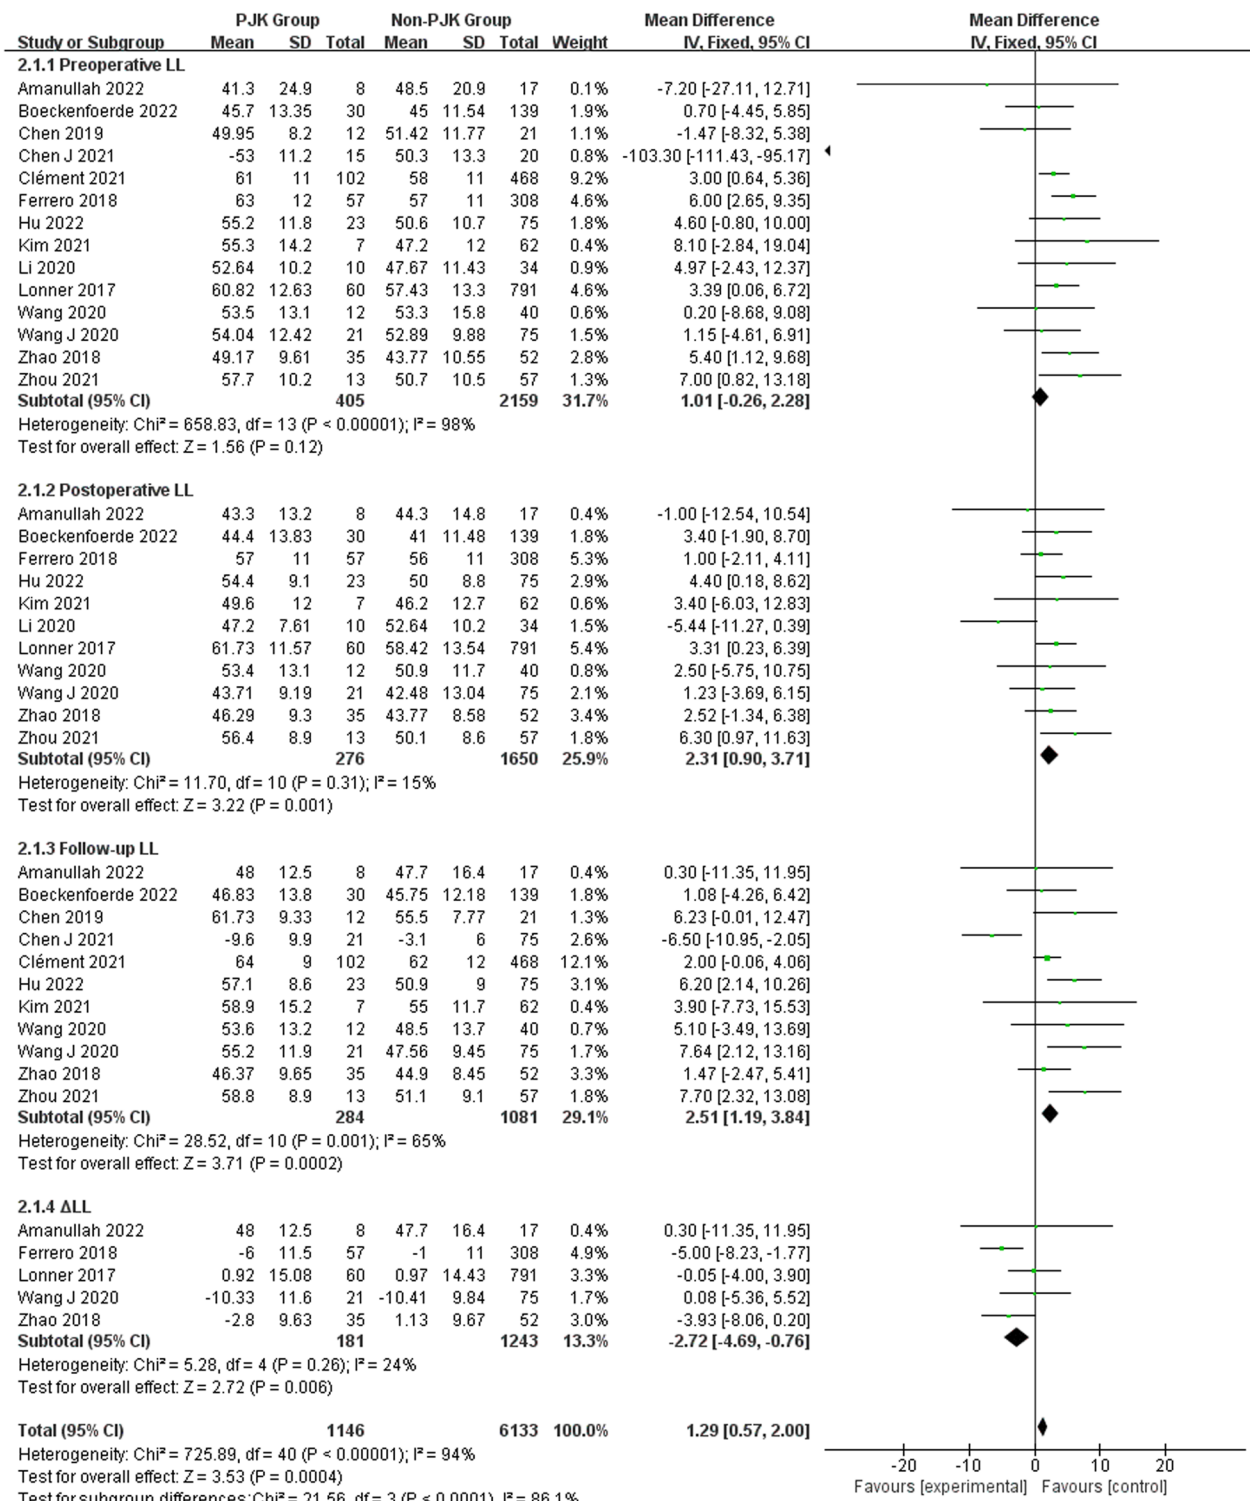 PJK Group Non-PJK Group Mean Difference Mean Difference
Study or Subgroup Mean SD Total Mean SD Total Weight IV, Fixed, 95% CI IV, Fixed, 95% CI
2.1.1 Preoperative LL
Amanullah 2022 41.3 24.9 8 48.5 20.9 17 0.1% -7.20 [-27.11, 12.71]
Boeckenfoerde 2022 45.7 13.35 30 45 11.54 139 1.9% 0.70 [-4.45, 5.85]
Chen 2019 49.95 8.2 12 51.42 11.77 21 1.1% -1.47 [-8.32, 5.38]
Chen J 2021 -53 11.2 15 50.3 13.3 20 0.8% -103.30 [-111.43, -95.17]
Clément 2021 61 11 102 58 11 468 9.2% 3.00 [0.64, 5.36]
Ferrero 2018 63 12 57 57 11 308 4.6% 6.00 [2.65, 9.35]
Hu 2022 55.2 11.8 23 50.6 10.7 75 1.8% 4.60 [-0.80, 10.00]
Kim 2021 55.3 14.2 7 47.2 12 62 0.4% 8.10 [-2.84, 19.04]
Li 2020 52.64 10.2 10 47.67 11.43 34 0.9% 4.97 [-2.43, 12.37]
Lonner 2017 60.82 12.63 60 57.43 13.3 791 4.6% 3.39 [0.06, 6.72]
Wang 2020 53.5 13.1 12 53.3 15.8 40 0.6% 0.20 [-8.68, 9.08]
Wang J 2020 54.04 12.42 21 52.89 9.88 75 1.5% 1.15 [-4.61, 6.91]
Zhao 2018 49.17 9.61 35 43.77 10.55 52 2.8% 5.40 [1.12, 9.68]
Zhou 2021 57.7 10.2 13 50.7 10.5 57 1.3% 7.00 [0.82, 13.18]
Subtotal (95% CI) 405 2159 31.7% 1.01 [-0.26, 2.28]
Heterogeneity: Chi² = 658.83, df = 13 (P < 0.00001); I² = 98%
Test for overall effect: Z = 1.56 (P = 0.12)
2.1.2 Postoperative LL
Amanullah 2022 43.3 13.2 8 44.3 14.8 17 0.4% -1.00 [-12.54, 10.54]
Boeckenfoerde 2022 44.4 13.83 30 41 11.48 139 1.8% 3.40 [-1.90, 8.70]
Ferrero 2018 57 11 57 56 11 308 5.3% 1.00 [-2.11, 4.11]
Hu 2022 54.4 9.1 23 50 8.8 75 2.9% 4.40 [0.18, 8.62]
Kim 2021 49.6 12 7 46.2 12.7 62 0.6% 3.40 [-6.03, 12.83]
Li 2020 47.2 7.61 10 52.64 10.2 34 1.5% -5.44 [-11.27, 0.39]
Lonner 2017 61.73 11.57 60 58.42 13.54 791 5.4% 3.31 [0.23, 6.39]
Wang 2020 53.4 13.1 12 50.9 11.7 40 0.8% 2.50 [-5.75, 10.75]
Wang J 2020 43.71 9.19 21 42.48 13.04 75 2.1% 1.23 [-3.69, 6.15]
Zhao 2018 46.29 9.3 35 43.77 8.58 52 3.4% 2.52 [-1.34, 6.38]
Zhou 2021 56.4 8.9 13 50.1 8.6 57 1.8% 6.30 [0.97, 11.63]
Subtotal (95% CI) 276 1650 25.9% 2.31 [0.90, 3.71]
Heterogeneity: Chi² = 11.70, df = 10 (P = 0.31); I² = 15%
Test for overall effect: Z = 3.22 (P = 0.001)
2.1.3 Follow-up LL
Amanullah 2022 48 12.5 8 47.7 16.4 17 0.4% 0.30 [-11.35, 11.95]
Boeckenfoerde 2022 46.83 13.8 30 45.75 12.18 139 1.8% 1.08 [-4.26, 6.42]
Chen 2019 61.73 9.33 12 55.5 7.77 21 1.3% 6.23 [-0.01, 12.47]
Chen J 2021 -9.6 9.9 21 -3.1 6 75 2.6% -6.50 [-10.95, -2.05]
Clément 2021 64 9 102 62 12 468 12.1% 2.00 [-0.06, 4.06]
Hu 2022 57.1 8.6 23 50.9 9 75 3.1% 6.20 [2.14, 10.26]
Kim 2021 58.9 15.2 7 55 11.7 62 0.4% 3.90 [-7.73, 15.53]
Wang 2020 53.6 13.2 12 48.5 13.7 40 0.7% 5.10 [-3.49, 13.69]
Wang J 2020 55.2 11.9 21 47.56 9.45 75 1.7% 7.64 [2.12, 13.16]
Zhao 2018 46.37 9.65 35 44.9 8.45 52 3.3% 1.47 [-2.47, 5.41]
Zhou 2021 58.8 8.9 13 51.1 9.1 57 1.8% 7.70 [2.32, 13.08]
Subtotal (95% CI) 284 1081 29.1% 2.51 [1.19, 3.84]
Heterogeneity: Chi² = 28.52, df = 10 (P = 0.001); I² = 65%
Test for overall effect: Z = 3.71 (P = 0.0002)
2.1.4 ΔLL
Amanullah 2022 48 12.5 8 47.7 16.4 17 0.4% 0.30 [-11.35, 11.95]
Ferrero 2018 -6 11.5 57 -1 11 308 4.9% -5.00 [-8.23, -1.77]
Lonner 2017 0.92 15.08 60 0.97 14.43 791 3.3% -0.05 [-4.00, 3.90]
Wang J 2020 -10.33 11.6 21 -10.41 9.84 75 1.7% 0.08 [-5.36, 5.52]
Zhao 2018 -2.8 9.63 35 1.13 9.67 52 3.0% -3.93 [-8.06, 0.20]
Subtotal (95% CI) 181 1243 13.3% -2.72 [-4.69, -0.76]
Heterogeneity: Chi² = 5.28, df = 4 (P = 0.26); I² = 24%
Test for overall effect: Z = 2.72 (P = 0.006)
Total (95% CI) 1146 6133 100.0% 1.29 [0.57, 2.00]
Heterogeneity: Chi² = 725.89, df = 40 (P < 0.00001); I² = 94%
Test for overall effect: Z = 3.53 (P = 0.0004)
Test for subgroup differences: Chi² = 21.56, df = 3 (P < 0.0001), I² = 86.1%
-20 -10 0 10 20
Favours [experimental] Favours [control]